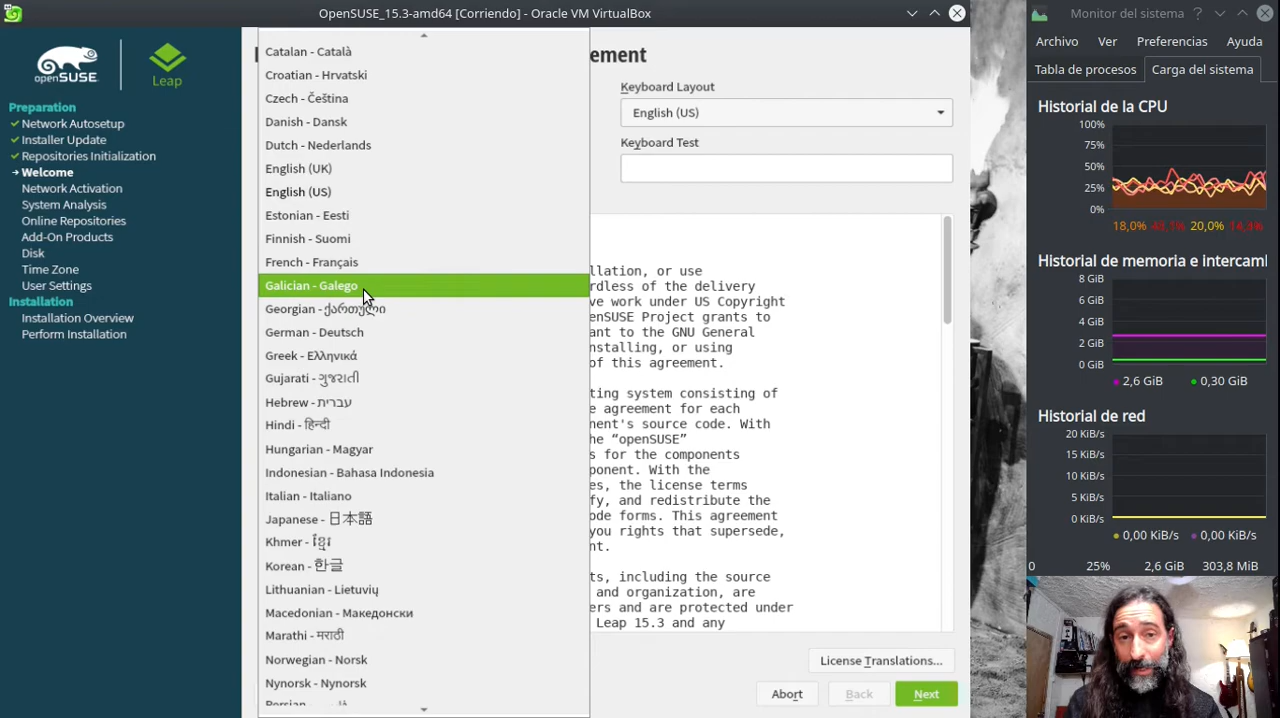 OpenSUSE_15.3-amd64 [Corriendo] - Oracle VM VirtualBox
openSUSE
Leap
Preparation
Network Autosetup
Installer Update
Repositories Initialization
Welcome
Network Activation
System Analysis
Online Repositories
Add-On Products
Disk
Time Zone
User Settings
Installation
Installation Overview
Perform Installation
Catalan - Català
Croatian - Hrvatski
Czech - Čeština
Danish - Dansk
Dutch - Nederlands
English (UK)
English (US)
Estonian - Eesti
Finnish - Suomi
French - Français
Galician - Galego
Georgian - ქართული
German - Deutsch
Greek - Ελληνικά
Gujarati - ગુજરાતી
Hebrew - עברית
Hindi - हिन्दी
Hungarian - Magyar
Indonesian - Bahasa Indonesia
Italian - Italiano
Japanese - 日本語
Khmer - ខ្មែរ
Korean - 한글
Lithuanian - Lietuvių
Macedonian - Македонски
Marathi - मराठी
Norwegian - Norsk
Nynorsk - Nynorsk
ement
Keyboard Layout
English (US)
Keyboard Test
llation, or use
rdless of the delivery
ve work under US Copyright
enSUSE Project grants to
ant to the GNU General
nstalling, or using
of this agreement.
ting system consisting of
e agreement for each
nent's source code. With
he “openSUSE”
s for the components
ponent. With the
es, the license terms
fy, and redistribute the
ode forms. This agreement
you rights that supersede,
nt.
ts, including the source
and organization, are
ers and are protected under
Leap 15.3 and any
License Translations...
Abort
Back
Next
Monitor del sistema
Archivo Ver Preferencias Ayuda
Tabla de procesos Carga del sistema
Historial de la CPU
100%
75%
50%
25%
0%
18,0% 20,0%
Historial de memoria e intercaml
8 GiB
6 GiB
4 GiB
2 GiB
0 GiB
2,6 GiB 0,30 GiB
Historial de red
20 KiB/s
15 KiB/s
10 KiB/s
5 KiB/s
0 KiB/s
0,00 KiB/s 0,00 KiB/s
0 25% 2,6 GiB 303,8 MiB